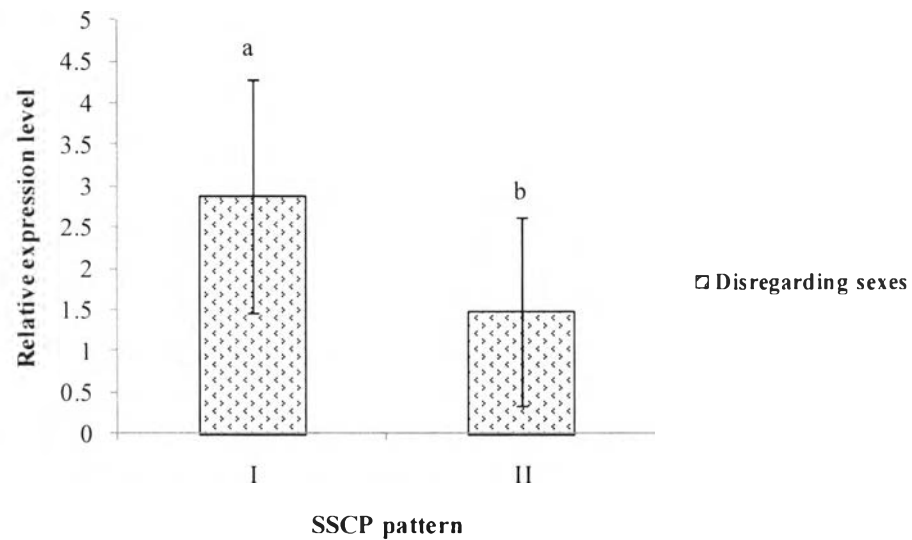 5
4.5
4
3.5
3
2.5
2
1.5
1
0.5
0
Relative expression level
a
b
I
II
SSCP pattern
Disregarding sexes